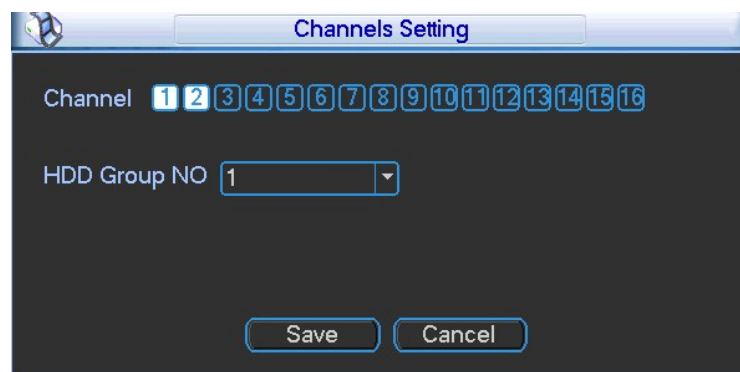 Channels Setting
Channel 1 2 3 4 5 6 7 8 9 10 11 12 13 14 15 16
HDD Group NO 1
Save Cancel